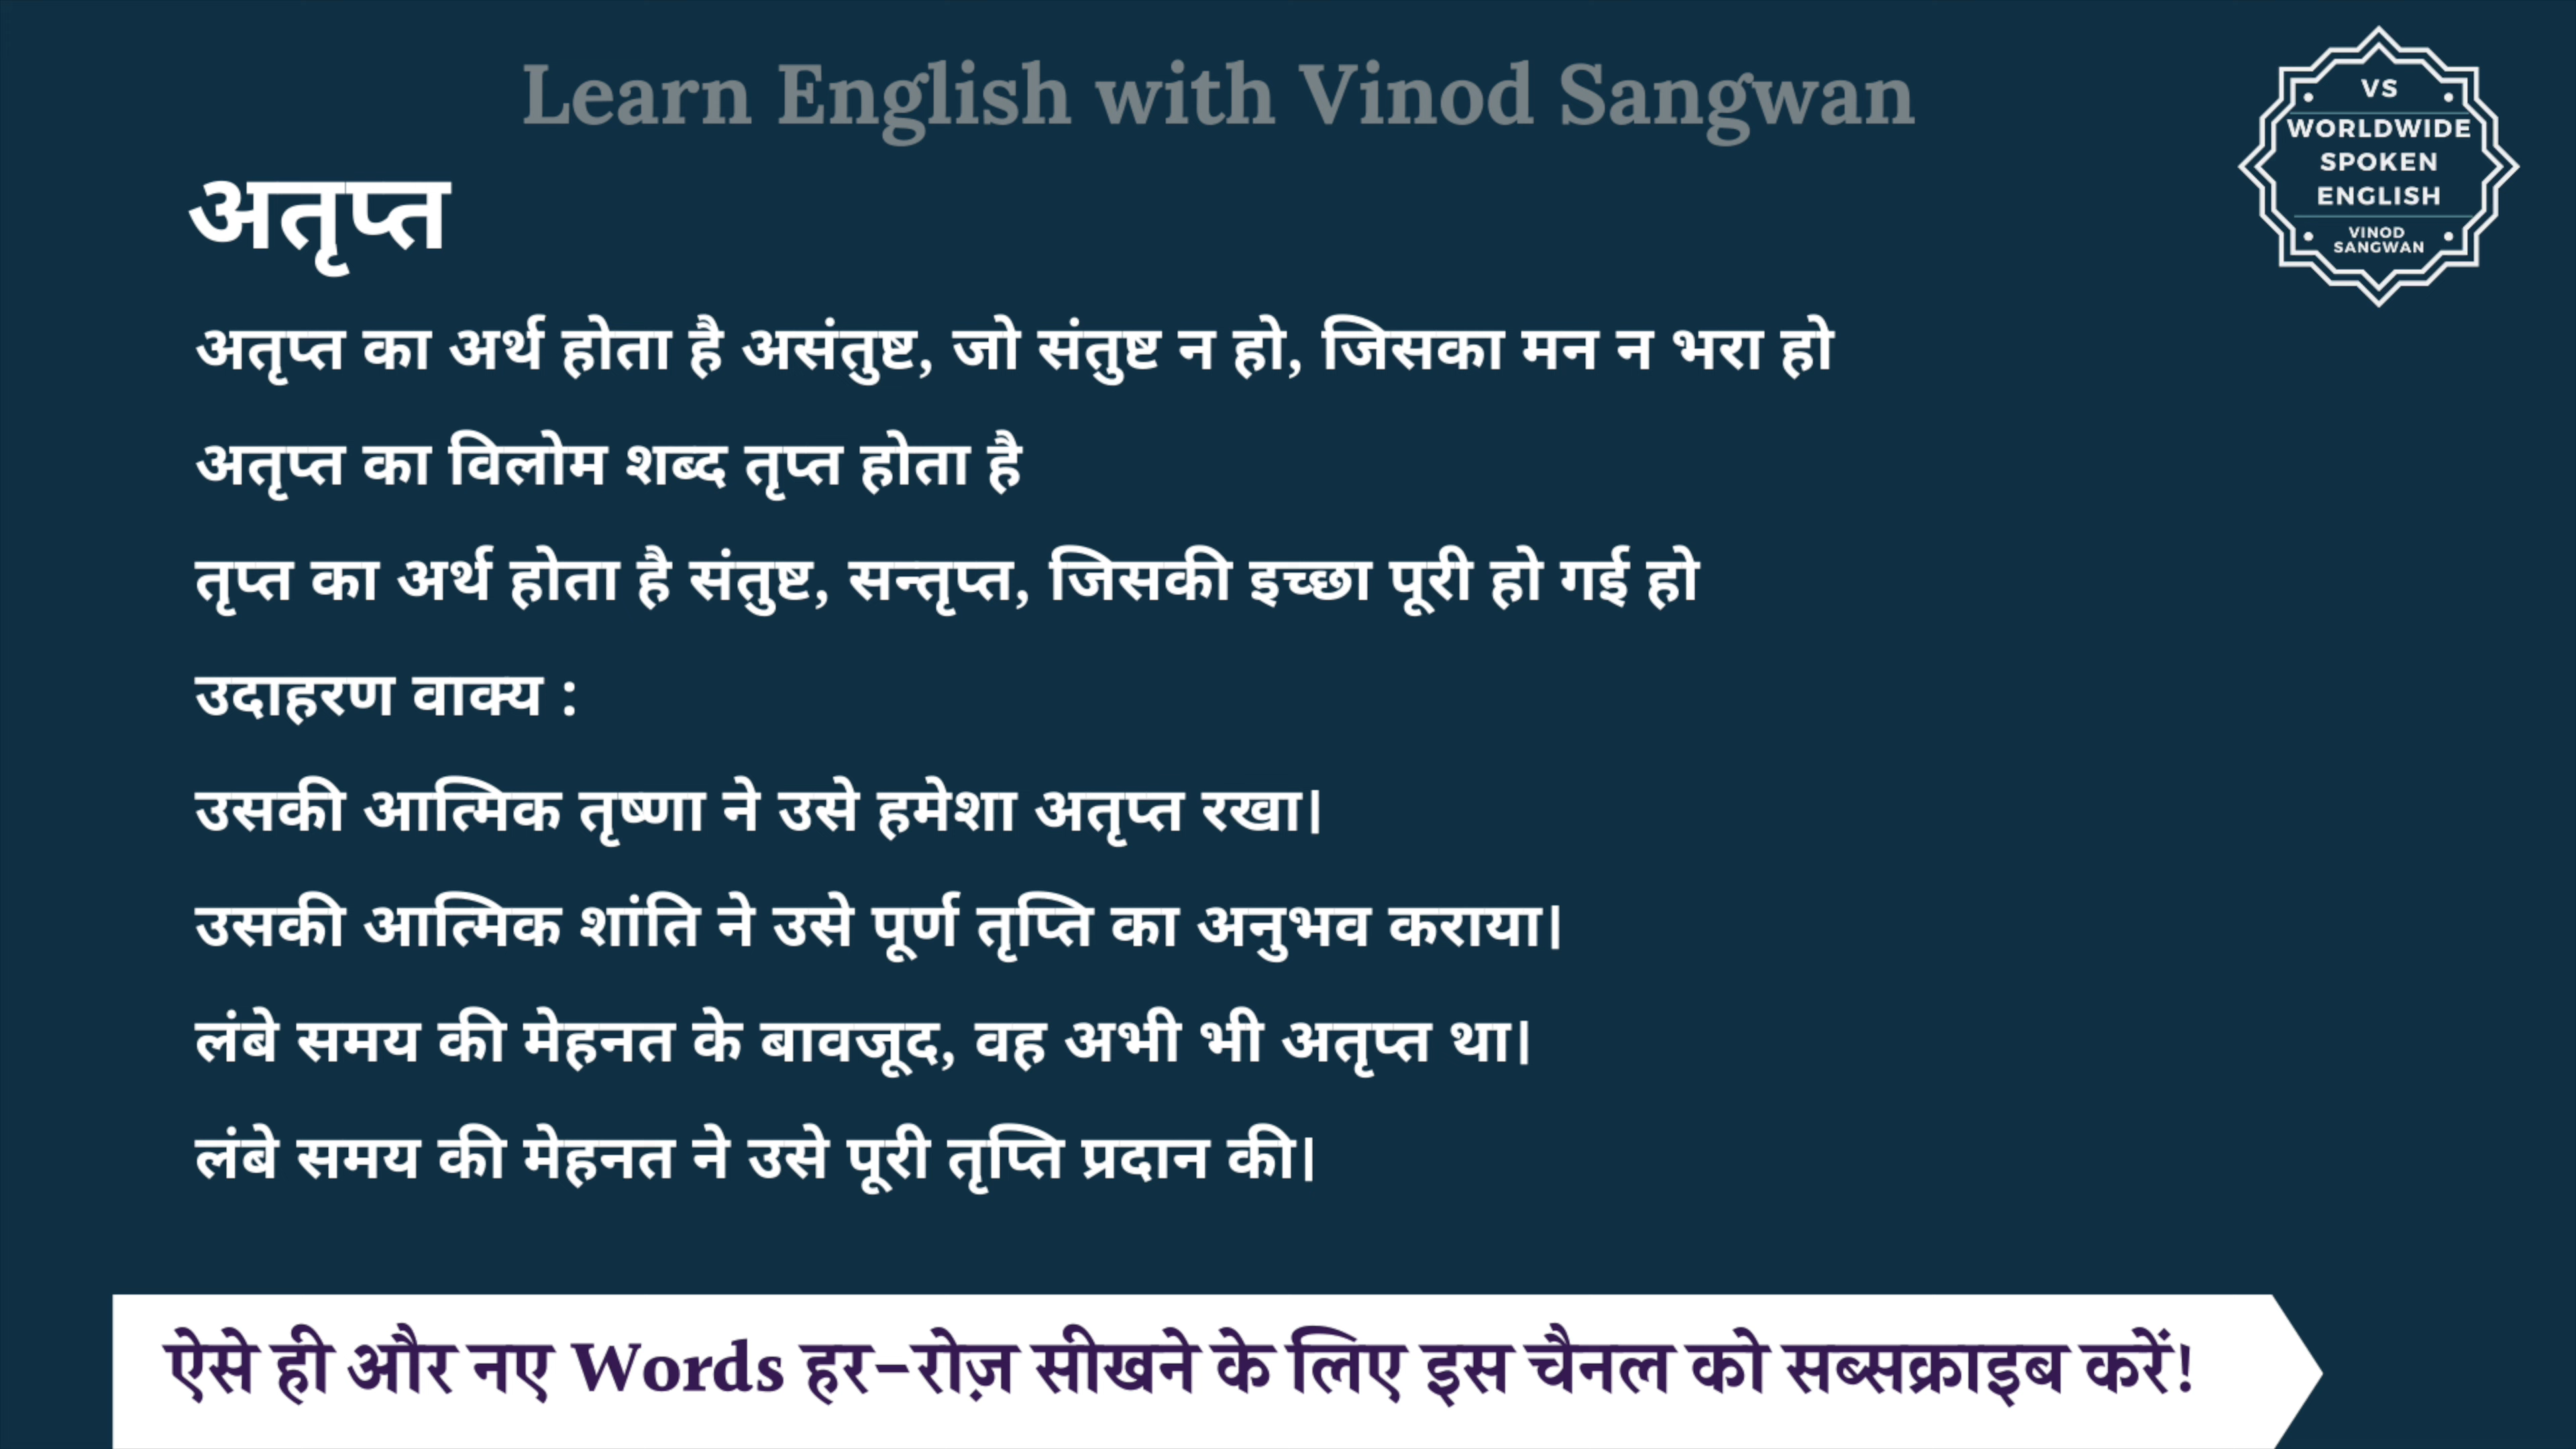 Learn English with Vinod Sangwan
VS
WORLDWIDE
SPOKEN
ENGLISH
VINOD
SANGWAN
अतृप्त
अतृप्त का अर्थ होता है असंतुष्ट, जो संतुष्ट न हो, जिसका मन न भरा हो
अतृप्त का विलोम शब्द तृप्त होता है
तृप्त का अर्थ होता है संतुष्ट, सन्तृप्त, जिसकी इच्छा पूरी हो गई हो
उदाहरण वाक्य :
उसकी आत्मिक तृष्णा ने उसे हमेशा अतृप्त रखा।
उसकी आत्मिक शांति ने उसे पूर्ण तृप्ति का अनुभव कराया।
लंबे समय की मेहनत के बावजूद, वह अभी भी अतृप्त था।
लंबे समय की मेहनत ने उसे पूरी तृप्ति प्रदान की।
ऐसे ही और नए Words हर-रोज़ सीखने के लिए इस चैनल को सब्सक्राइब करें!